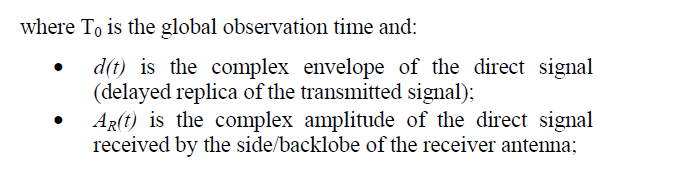 where T₀ is the global observation time and:
• d(t) is the complex envelope of the direct signal
(delayed replica of the transmitted signal);
• A_R(t) is the complex amplitude of the direct signal
received by the side/backlobe of the receiver antenna;